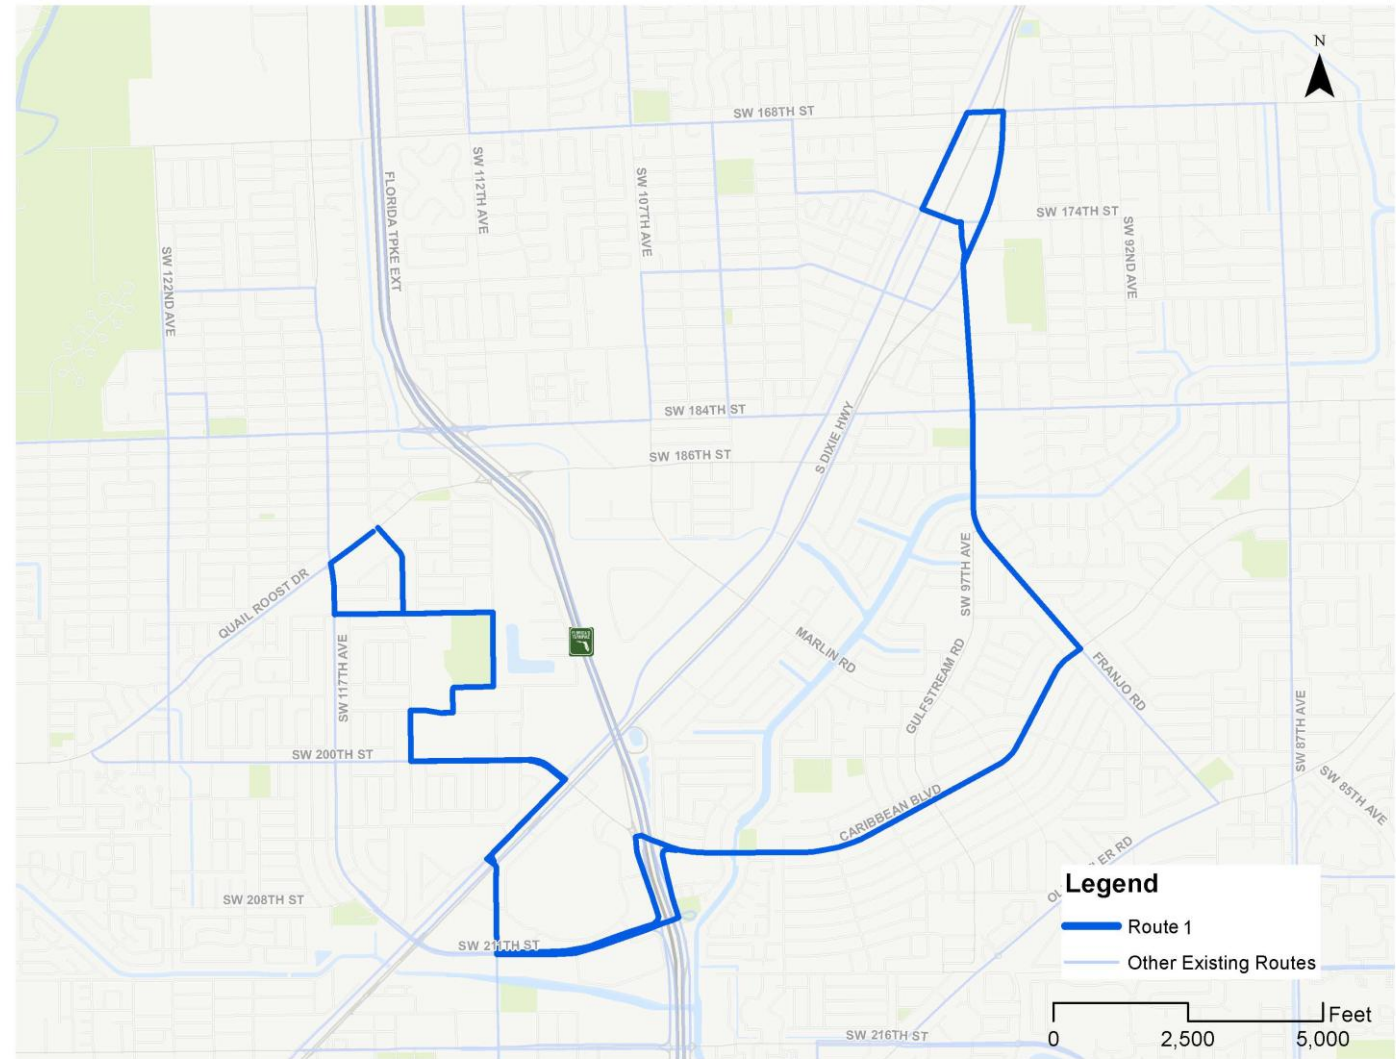 N
SW 168TH ST
FLORIDA TPKE EXT
SW 112TH AVE
SW 107TH AVE
SW 174TH ST
SW 92ND AVE
SW 122ND AVE
SW 184TH ST
S DIXIE HWY
SW 186TH ST
QUAIL ROOST DR
SW 97TH AVE
MARLIN RD
GULFSTREAM RD
FRANJO RD
SW 117TH AVE
SW 87TH AVE
SW 200TH ST
SW 85TH AVE
CARIBBEAN BLVD
SW 208TH ST
SW 211TH ST
SW 216TH ST
Legend
Route 1
Other Existing Routes
Feet
0 2,500 5,000